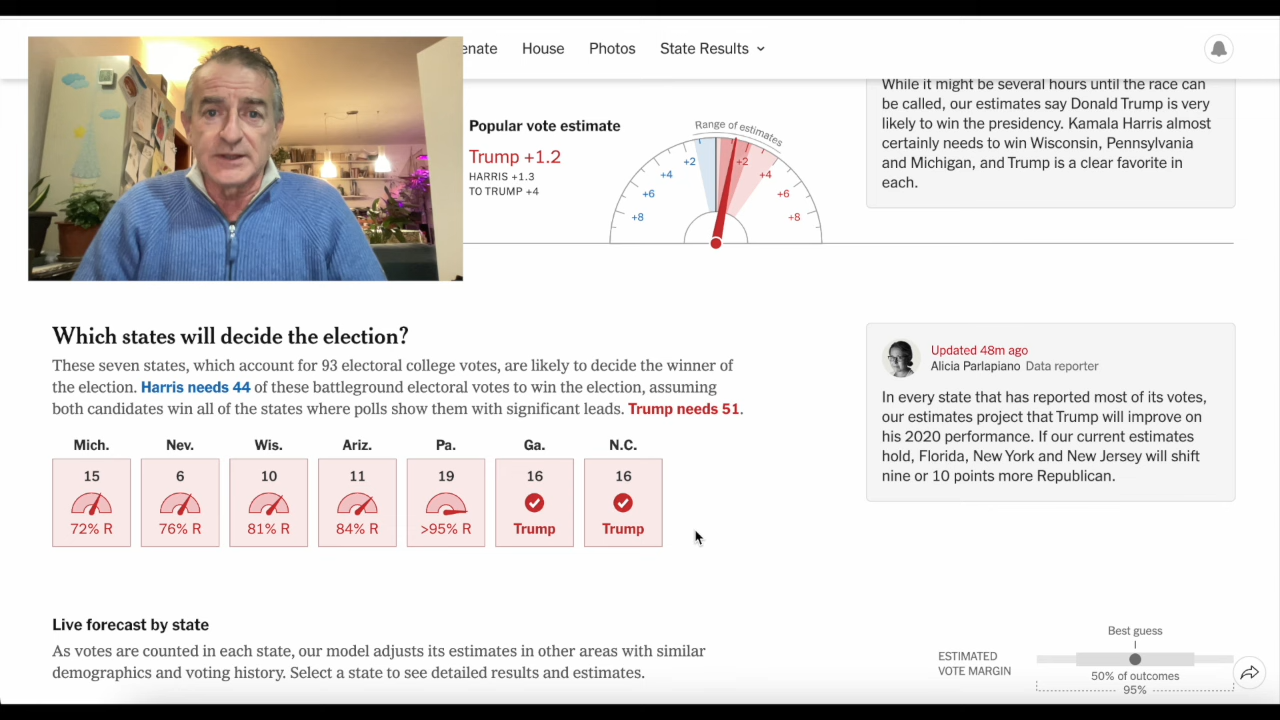 enate House Photos State Results
Popular vote estimate
Trump +1.2
HARRIS +1.3
TO TRUMP +4
Range of estimates
+2
+4
+6
+8
+2
+4
+6
+8
While it might be several hours until the race can
be called, our estimates say Donald Trump is very
likely to win the presidency. Kamala Harris almost
certainly needs to win Wisconsin, Pennsylvania
and Michigan, and Trump is a clear favorite in
each.
Which states will decide the election?
These seven states, which account for 93 electoral college votes, are likely to decide the winner of
the election. Harris needs 44 of these battleground electoral votes to win the election, assuming
both candidates win all of the states where polls show them with significant leads. Trump needs 51.
Mich. Nev. Wis. Ariz. Pa. Ga. N.C.
15 6 10 11 19 16 16
72% R 76% R 81% R 84% R >95% R Trump Trump
Updated 48m ago
Alicia Parlapiano Data reporter
In every state that has reported most of its votes,
our estimates project that Trump will improve on
his 2020 performance. If our current estimates
hold, Florida, New York and New Jersey will shift
nine or 10 points more Republican.
Live forecast by state
As votes are counted in each state, our model adjusts its estimates in other areas with similar
demographics and voting history. Select a state to see detailed results and estimates.
Best guess
ESTIMATED
VOTE MARGIN
50% of outcomes
95%